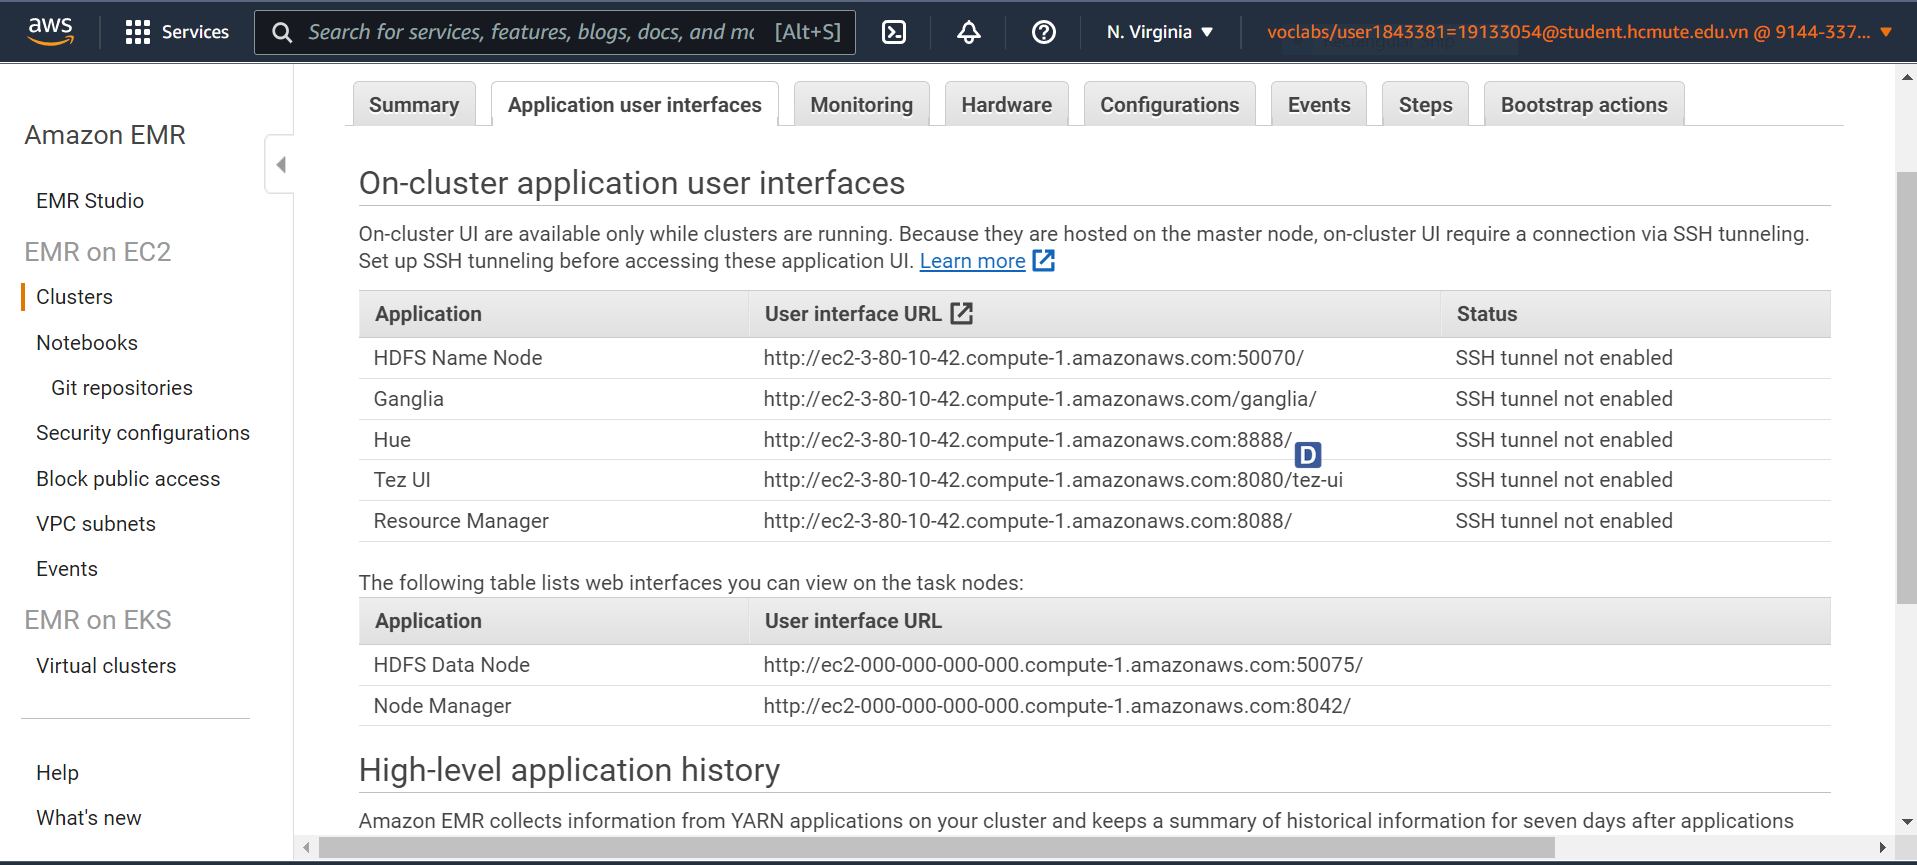 aws Services Search for services, features, blogs, docs, and mo [Alt+S] N. Virginia voclabs/user1843381=19133054@student.hcmute.edu.vn @ 9144-337...
Amazon EMR
EMR Studio
EMR on EC2
Clusters
Notebooks
Git repositories
Security configurations
Block public access
VPC subnets
Events
EMR on EKS
Virtual clusters
Help
What's new
Summary Application user interfaces Monitoring Hardware Configurations Events Steps Bootstrap actions
On-cluster application user interfaces
On-cluster UI are available only while clusters are running. Because they are hosted on the master node, on-cluster UI require a connection via SSH tunneling.
Set up SSH tunneling before accessing these application UI. Learn more
Application User interface URL Status
HDFS Name Node http://ec2-3-80-10-42.compute-1.amazonaws.com:50070/ SSH tunnel not enabled
Ganglia http://ec2-3-80-10-42.compute-1.amazonaws.com/ganglia/ SSH tunnel not enabled
Hue http://ec2-3-80-10-42.compute-1.amazonaws.com:8888/ SSH tunnel not enabled
D
Tez UI http://ec2-3-80-10-42.compute-1.amazonaws.com:8080/tez-ui SSH tunnel not enabled
Resource Manager http://ec2-3-80-10-42.compute-1.amazonaws.com:8088/ SSH tunnel not enabled
The following table lists web interfaces you can view on the task nodes:
Application User interface URL
HDFS Data Node http://ec2-000-000-000-000.compute-1.amazonaws.com:50075/
Node Manager http://ec2-000-000-000-000.compute-1.amazonaws.com:8042/
High-level application history
Amazon EMR collects information from YARN applications on your cluster and keeps a summary of historical information for seven days after applications